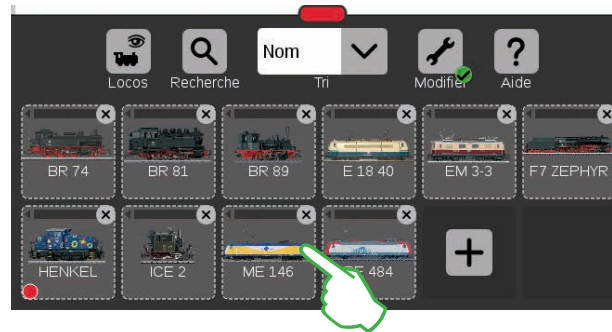 Nom
Locos Recherche Tri Modifier Aide
BR 74 BR 81 BR 89 E 18 40 EM 3-3 F7 ZEPHYR
HENKEL ICE 2 ME 146 484